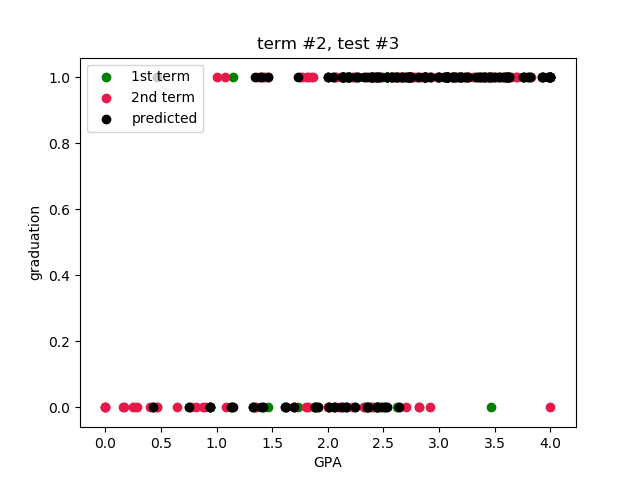 term #2, test #3
1st term
2nd term
predicted
graduation
1.0
0.8
0.6
0.4
0.2
0.0
0.0 0.5 1.0 1.5 2.0 2.5 3.0 3.5 4.0
GPA